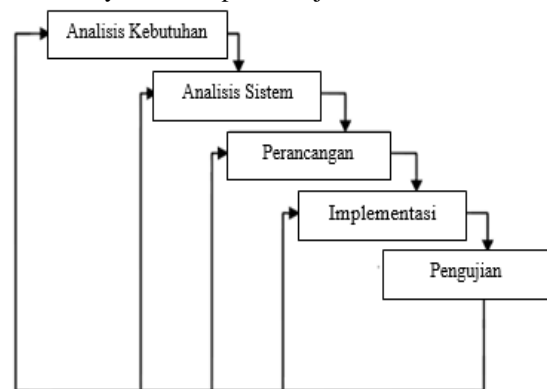 Analisis Kebutuhan
Analisis Sistem
Perancangan
Implementasi
Pengujian